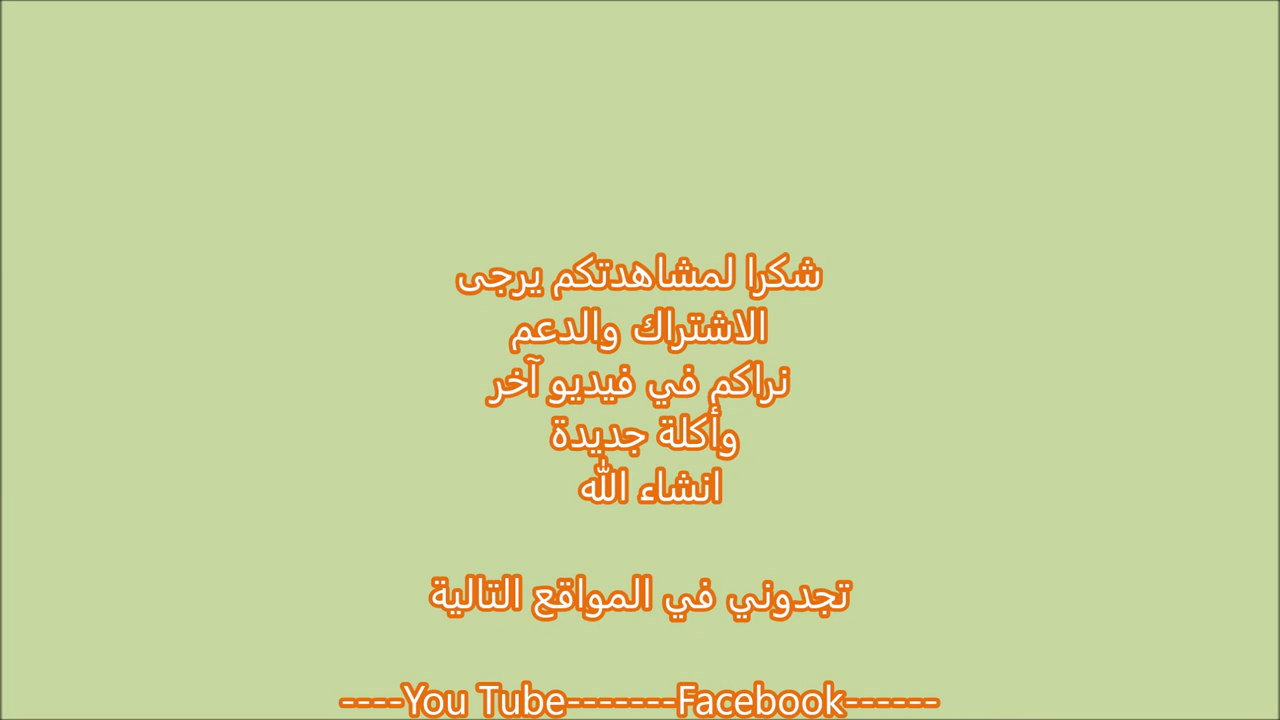 شكرا لمشاهدتكم يرجى
الاشتراك والدعم
نراكم في فيديو آخر
وأكلة جديدة
انشاء الله
تجدوني في المواقع التالية
----You Tube-------Facebook------